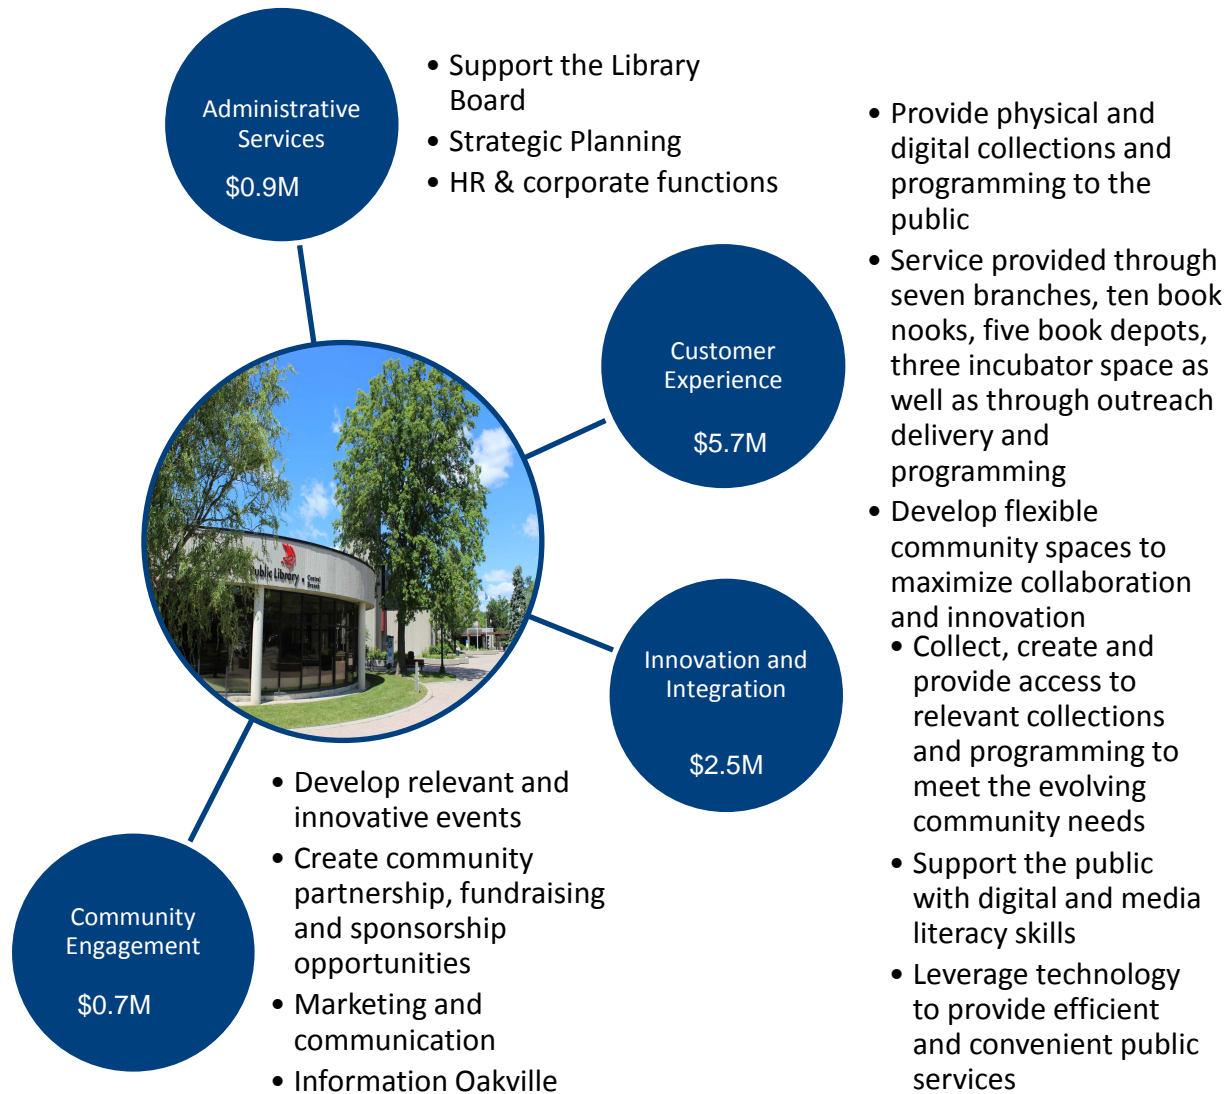 Administrative
Services
$0.9M
• Support the Library
Board
• Strategic Planning
• HR & corporate functions
Customer
Experience
$5.7M
• Provide physical and
digital collections and
programming to the
public
• Service provided through
seven branches, ten book
nooks, five book depots,
three incubator space as
well as through outreach
delivery and
programming
• Develop flexible
community spaces to
maximize collaboration
and innovation
Public Library
Central
Branch
Innovation and
Integration
$2.5M
• Collect, create and
provide access to
relevant collections
and programming to
meet the evolving
community needs
• Support the public
with digital and media
literacy skills
• Leverage technology
to provide efficient
and convenient public
services
Community
Engagement
$0.7M
• Develop relevant and
innovative events
• Create community
partnership, fundraising
and sponsorship
opportunities
• Marketing and
communication
• Information Oakville